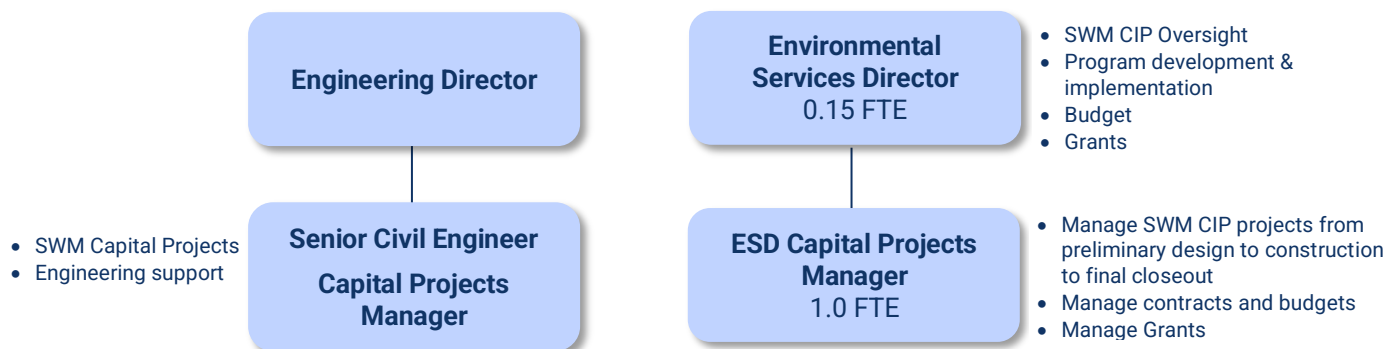 Engineering Director
Environmental
Services Director
0.15 FTE
• SWM CIP Oversight
• Program development &
implementation
• Budget
• Grants
• SWM Capital Projects
• Engineering support
Senior Civil Engineer
Capital Projects
Manager
ESD Capital Projects
Manager
1.0 FTE
• Manage SWM CIP projects from
preliminary design to construction
to final closeout
• Manage contracts and budgets
• Manage Grants